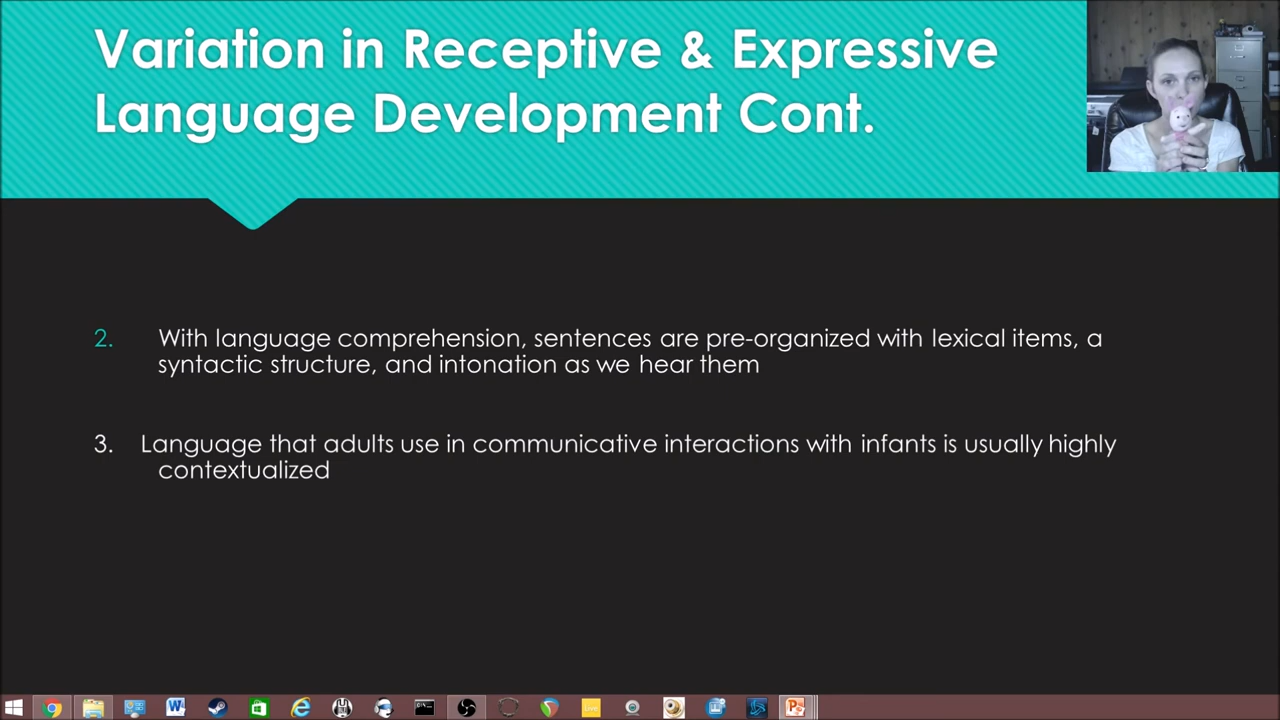 Variation in Receptive & Expressive
Language Development Cont.
2. With language comprehension, sentences are pre-organized with lexical items, a
syntactic structure, and intonation as we hear them
3. Language that adults use in communicative interactions with infants is usually highly
contextualized